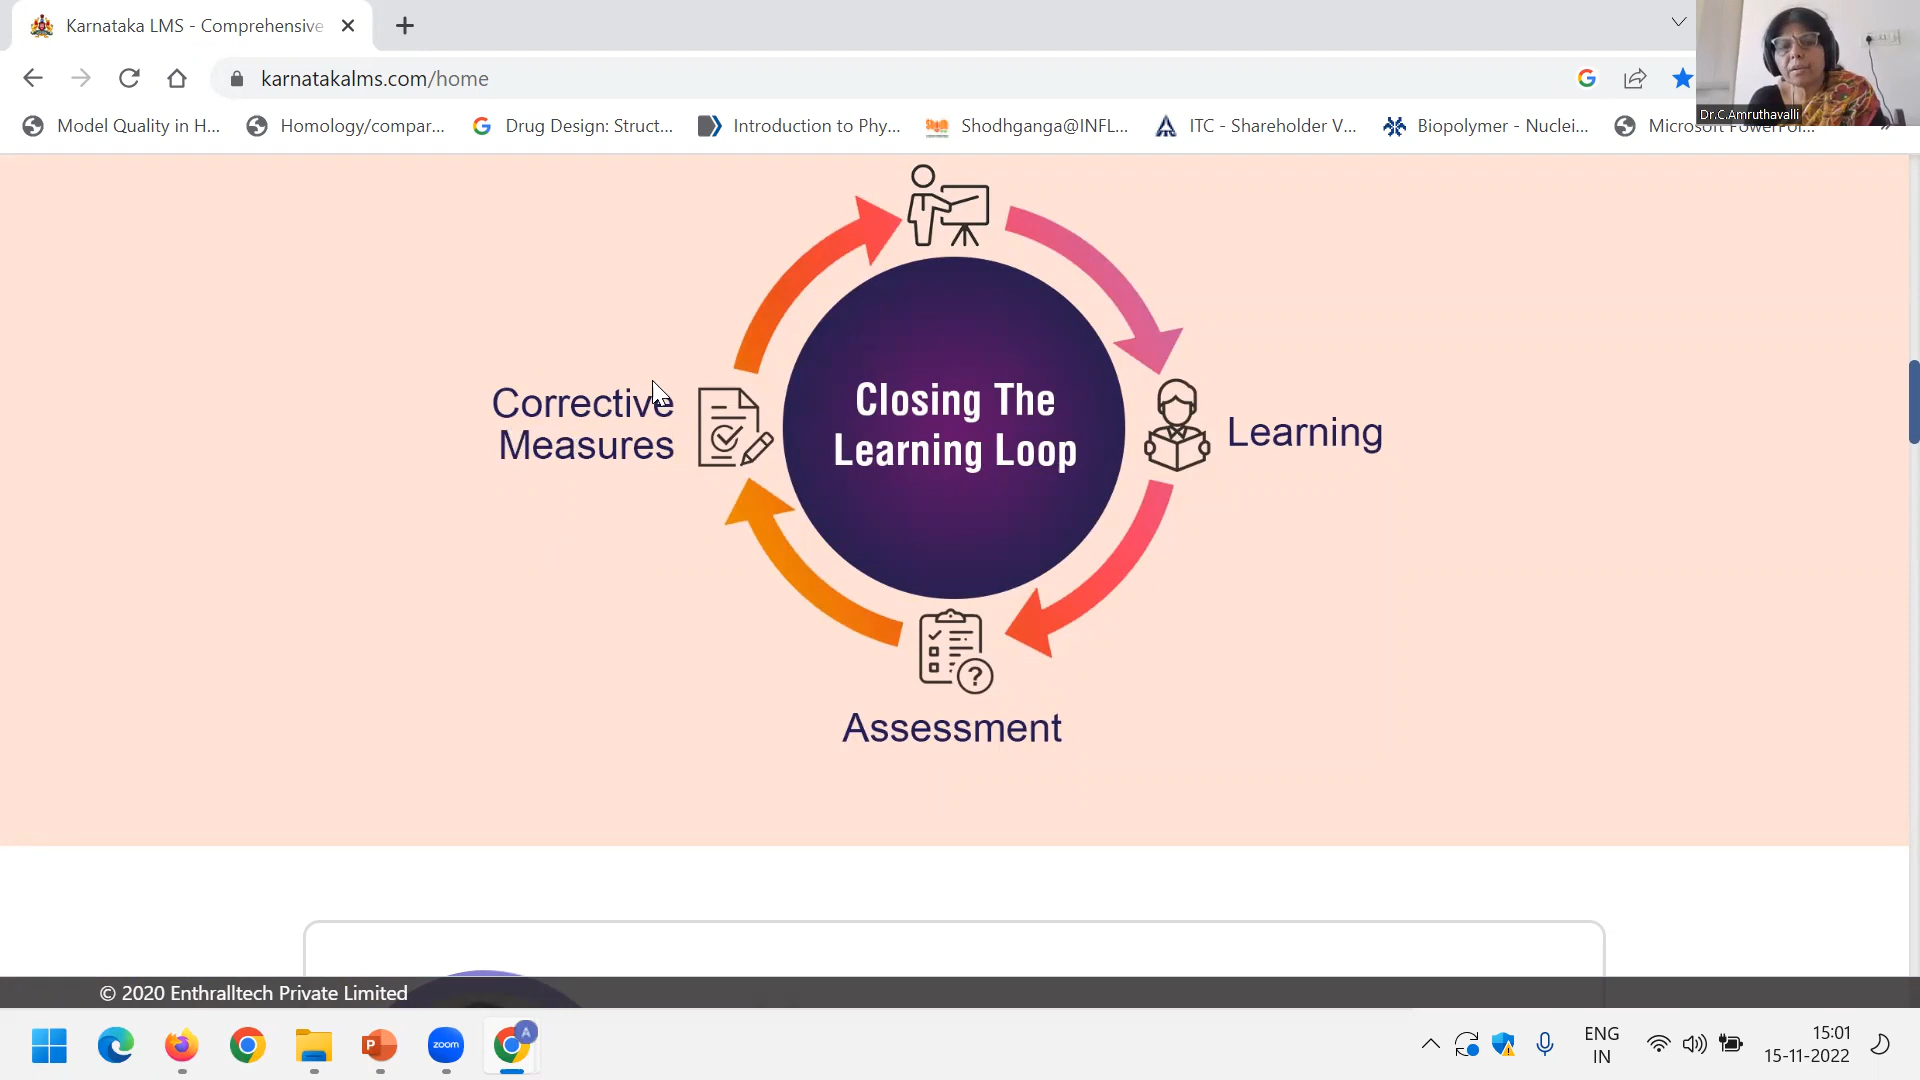 Karnataka LMS - Comprehensive
karnatakalms.com/home
Dr.C.Amruthavalli
Model Quality in H...
Homology/compar...
Drug Design: Struct...
Introduction to Phy...
Shodhganga@INFL...
ITC - Shareholder V...
Biopolymer - Nuclei...
Closing The
Learning Loop
Corrective
Measures
Learning
Assessment
?
© 2020 Enthralltech Private Limited
P
zoom
A
ENG
IN
15:01
15-11-2022